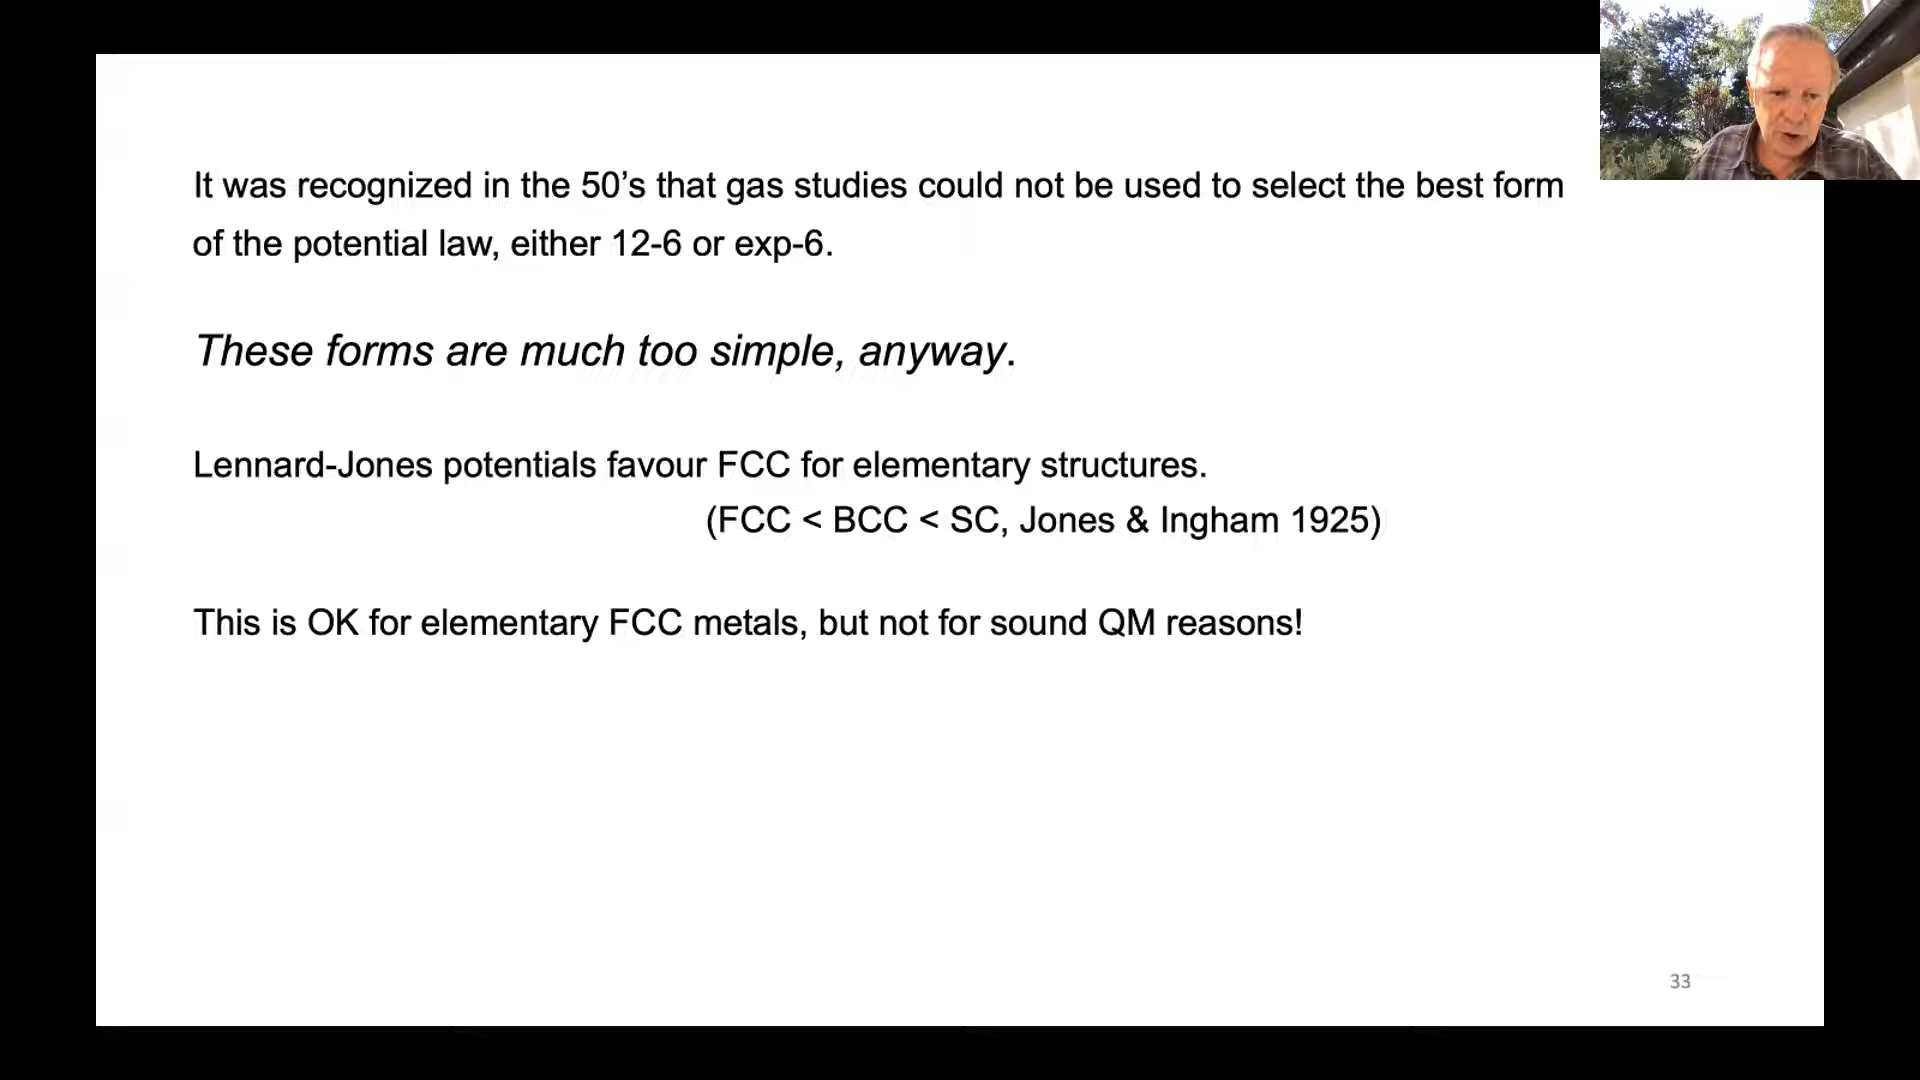 It was recognized in the 50’s that gas studies could not be used to select the best form
of the potential law, either 12-6 or exp-6.
These forms are much too simple, anyway.
Lennard-Jones potentials favour FCC for elementary structures.
(FCC < BCC < SC, Jones & Ingham 1925)
This is OK for elementary FCC metals, but not for sound QM reasons!
33